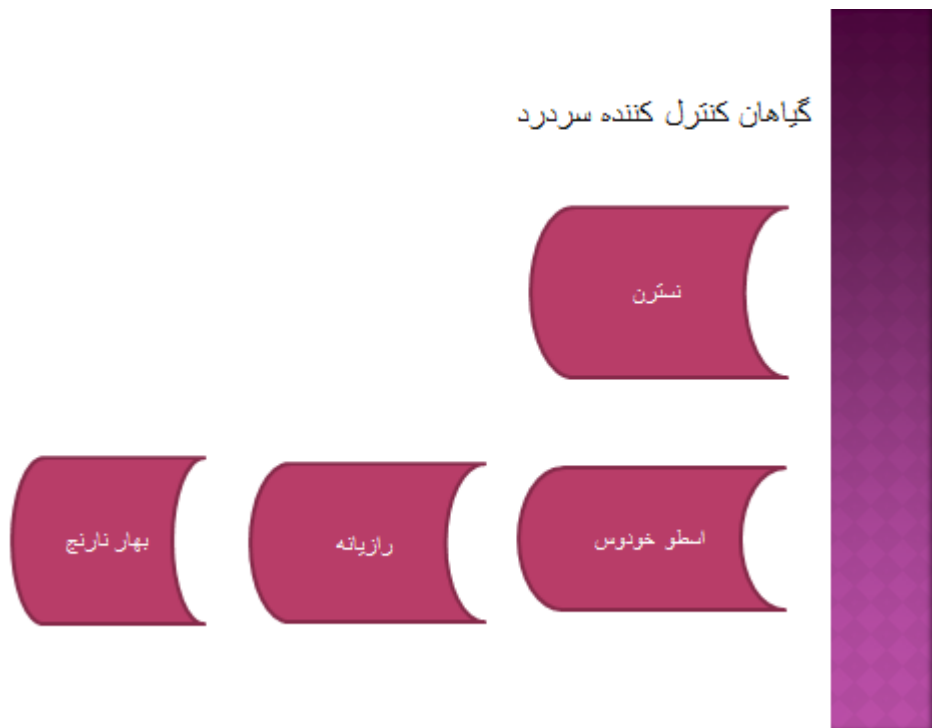 گیاهان کنترل کننده سردرد
نسترن
اسطو خودوس
رازیانه
بهار نارنج